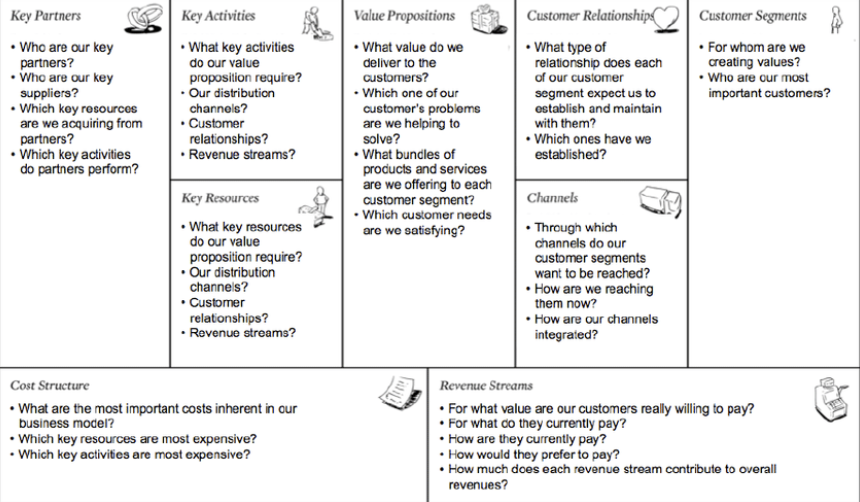 Key Partners
• Who are our key
partners?
• Who are our key
suppliers?
• Which key resources
are we acquiring from
partners?
• Which key activities
do partners perform?
Key Activities
• What key activities
do our value
proposition require?
• Our distribution
channels?
• Customer
relationships?
• Revenue streams?
Key Resources
• What key resources
do our value
proposition require?
• Our distribution
channels?
• Customer
relationships?
• Revenue streams?
Value Propositions
• What value do we
deliver to the
customers?
• Which one of our
customer's problems
are we helping to
solve?
• What bundles of
products and services
are we offering to each
customer segment?
• Which customer needs
are we satisfying?
Customer Relationships
• What type of
relationship does each
of our customer
segment expect us to
establish and maintain
with them?
• Which ones have we
established?
Channels
• Through which
channels do our
customer segments
want to be reached?
• How are we reaching
them now?
• How are our channels
integrated?
Customer Segments
• For whom are we
creating values?
• Who are our most
important customers?
Cost Structure
• What are the most important costs inherent in our
business model?
• Which key resources are most expensive?
• Which key activities are most expensive?
Revenue Streams
• For what value are our customers really willing to pay?
• For what do they currently pay?
• How are they currently pay?
• How would they prefer to pay?
• How much does each revenue stream contribute to overall
revenues?